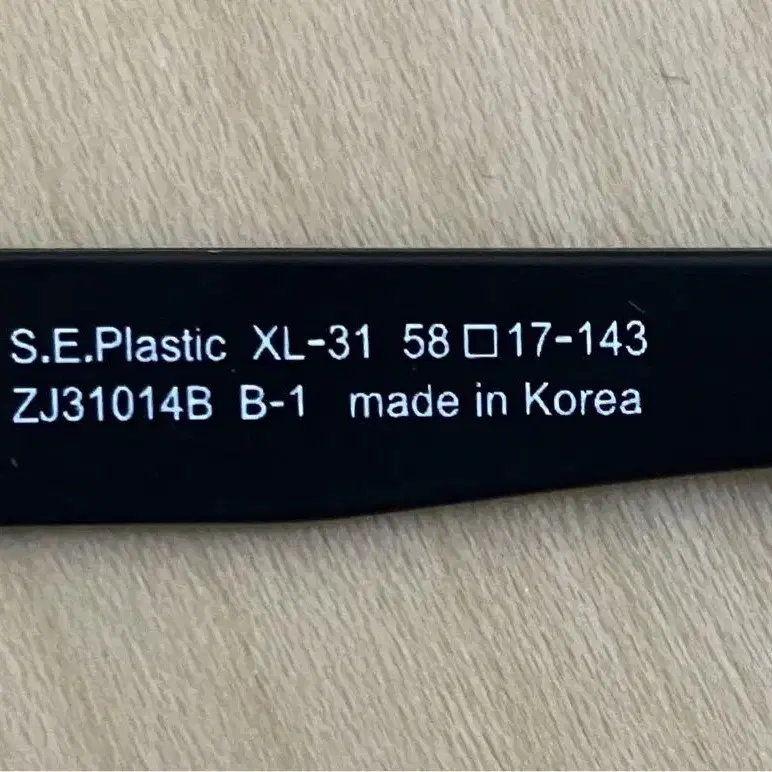 S.E.Plastic XL-31 58□17-143
ZJ31014B B-1 made in Korea